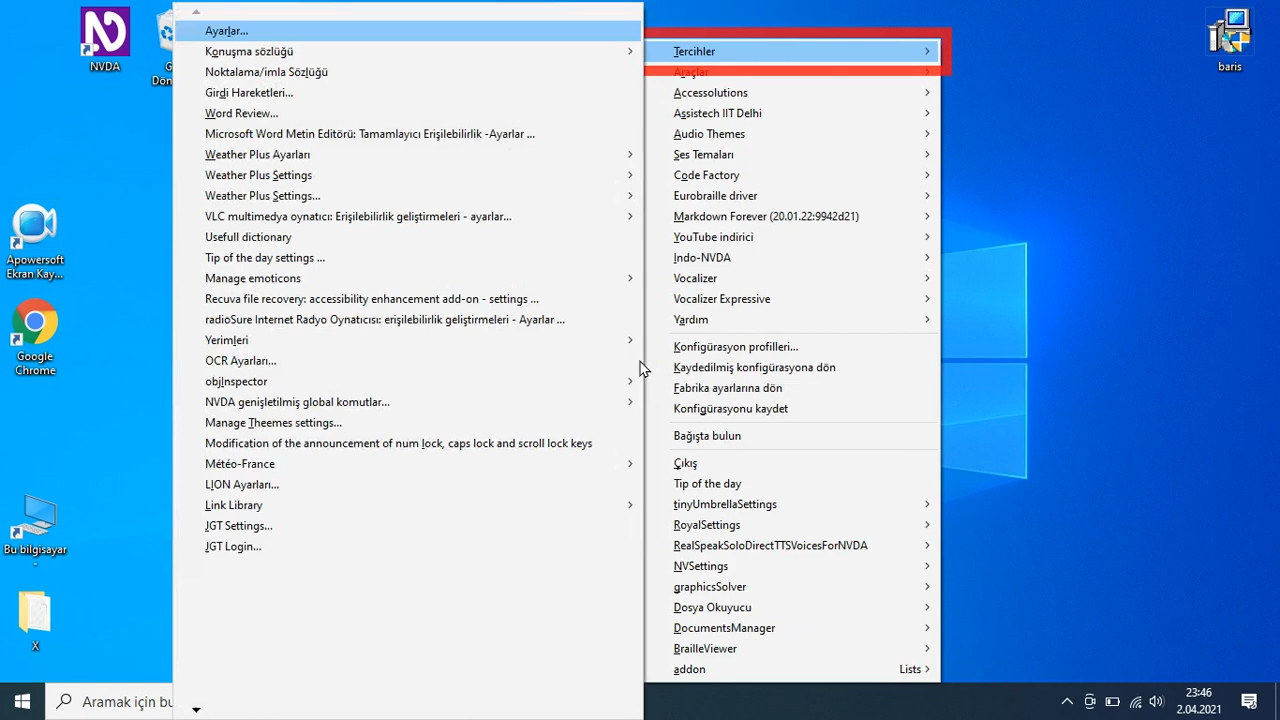 NVDA
Apowersoft
Ekran Kay...
Google
Chrome
Bu bilgisayar
X
baris
Ayarlar...
Konuşma sözlüğü
Noktalama/imla Sözlüğü
Girdi Hareketleri...
Word Review...
Microsoft Word Metin Editörü: Tamamlayıcı Erişilebilirlik -Ayarlar ...
Weather Plus Ayarları
Weather Plus Settings
Weather Plus Settings...
VLC multimedya oynatıcı: Erişilebilirlik geliştirmeleri - ayarlar...
Usefull dictionary
Tip of the day settings ...
Manage emoticons
Recuva file recovery: accessibility enhancement add-on - settings ...
radioSure Internet Radyo Oynatıcısı: erişilebilirlik geliştirmeleri - Ayarlar ...
Yerimleri
OCR Ayarları...
objInspector
NVDA genişletilmiş global komutlar...
Manage Theemes settings...
Modification of the announcement of num lock, caps lock and scroll lock keys
Météo-France
LION Ayarları...
Link Library
JGT Settings...
JGT Login...
Tercihler
Araçlar
Accessolutions
Assistech IIT Delhi
Audio Themes
Ses Temaları
Code Factory
Eurobraille driver
Markdown Forever (20.01.22:9942d21)
YouTube indirici
Indo-NVDA
Vocalizer
Vocalizer Expressive
Yardım
Konfigürasyon profilleri...
Kaydedilmiş konfigürasyona dön
Fabrika ayarlarına dön
Konfigürasyonu kaydet
Bağışta bulun
Çıkış
Tip of the day
tinyUmbrellaSettings
RoyalSettings
RealSpeakSoloDirectTTSVoicesForNVDA
NVSettings
graphicsSolver
Dosya Okuyucu
DocumentsManager
BrailleViewer
addon Lists
Aramak için bu
23:46
2.04.2021